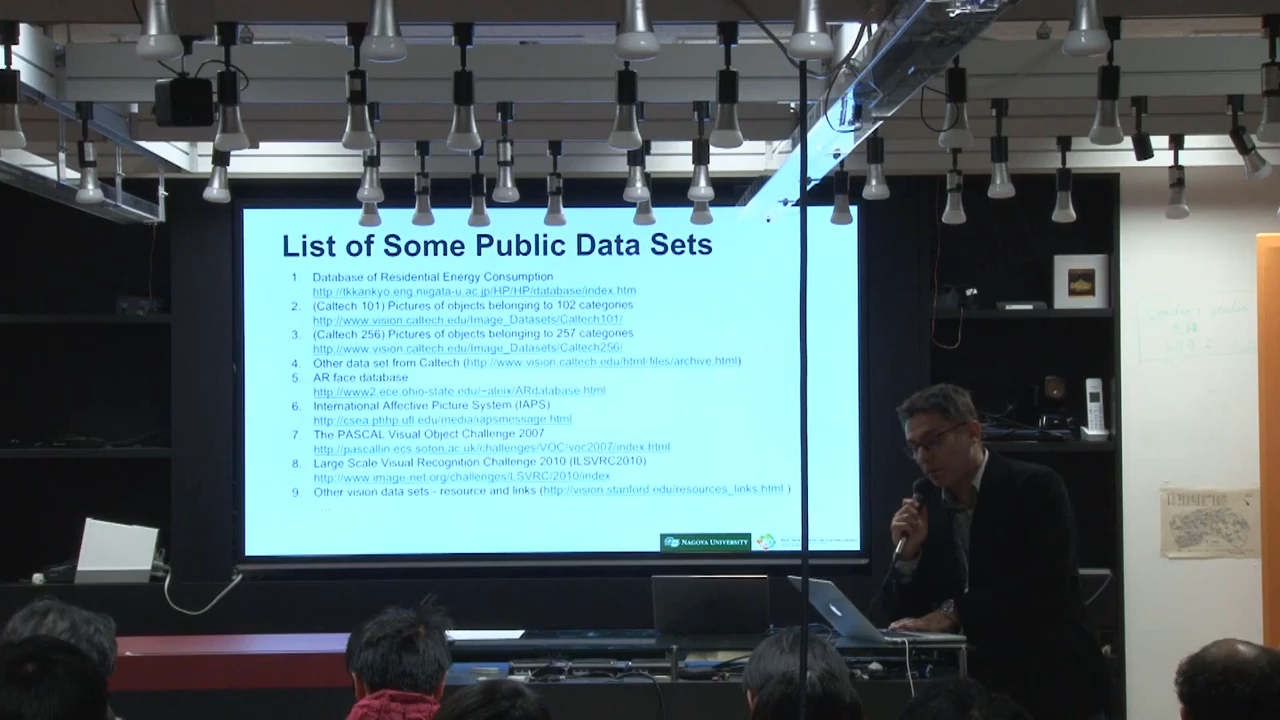 List of Some Public Data Sets
1. Database of Residential Energy Consumption
http://tkkankyo.eng.niigata-u.ac.jp/HP/HP/database/index.htm
2. (Caltech 101) Pictures of objects belonging to 102 categories
http://www.vision.caltech.edu/Image_Datasets/Caltech101/
3. (Caltech 256) Pictures of objects belonging to 257 categories
http://www.vision.caltech.edu/Image_Datasets/Caltech256/
4. Other data set from Caltech (http://www.vision.caltech.edu/html-files/archive.html)
5. AR face database
http://www2.ece.ohio-state.edu/~aleix/ARdatabase.html
6. International Affective Picture System (IAPS)
http://csea.phhp.ufl.edu/media/iapsmessage.html
7. The PASCAL Visual Object Challenge 2007
http://pascallin.ecs.soton.ac.uk/challenges/VOC/voc2007/index.html
8. Large Scale Visual Recognition Challenge 2010 (ILSVRC2010)
http://www.image-net.org/challenges/LSVRC/2010/index
9. Other vision data sets - resource and links (http://vision.stanford.edu/resources_links.html )
...
NAGOYA UNIVERSITY